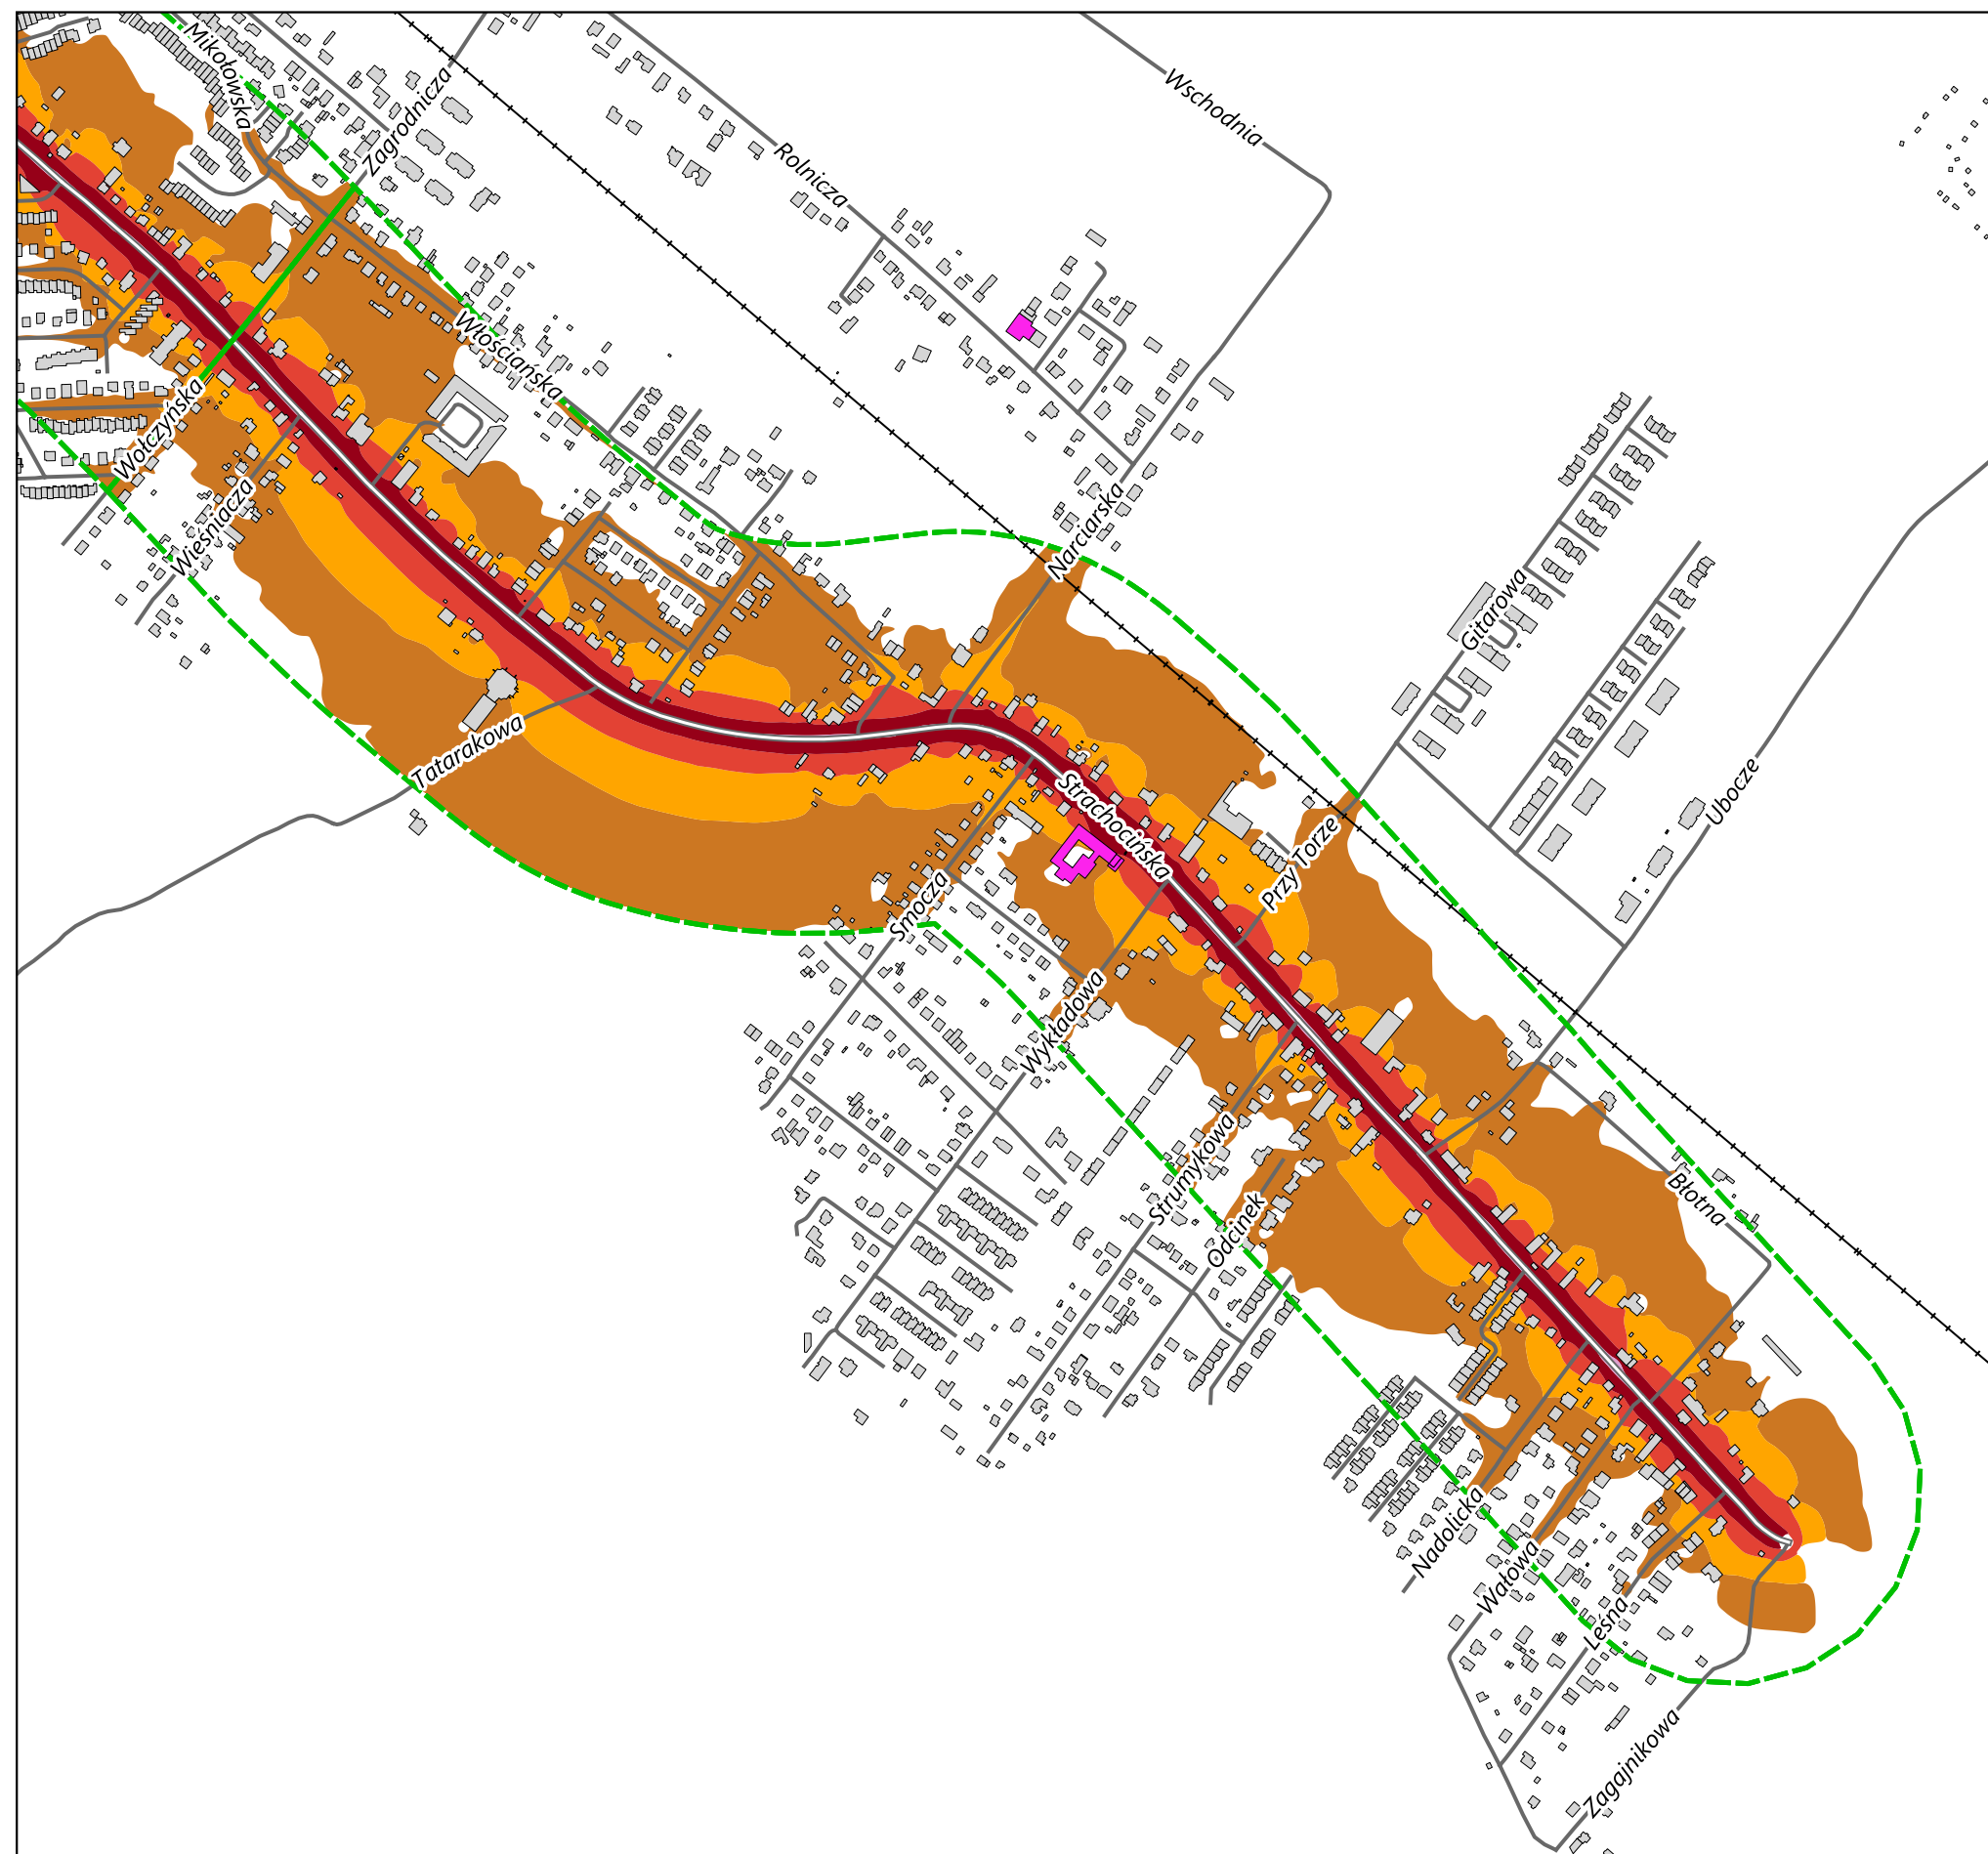 Mikołowska
Zagrodnicza
Wschodnia
Rolnicza
Włościańska
Wołczyńska
Wieśniacza
Narciarska
Gitarowa
Tatarakowa
Strachocińska
Ubocze
Przy Torze
Smocza
Wykładowa
Strumykowa
Odcinek
Błotna
Nadolicka
Wałowa
Leśna
Zagajnikowa